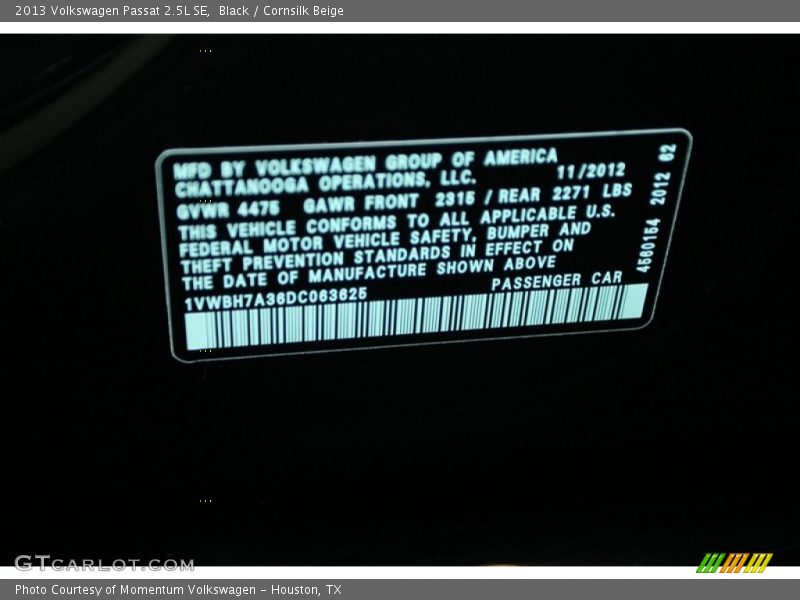 2013 Volkswagen Passat 2.5L SE,  Black / Cornsilk Beige
MFD BY VOLKSWAGEN GROUP OF AMERICA
CHATTANOOGA OPERATIONS, LLC. 11/2012
GVWR 4475 GAWR FRONT 2315 / REAR 2271 LBS
THIS VEHICLE CONFORMS TO ALL APPLICABLE U.S.
FEDERAL MOTOR VEHICLE SAFETY, BUMPER AND
THEFT PREVENTION STANDARDS IN EFFECT ON
THE DATE OF MANUFACTURE SHOWN ABOVE
1VWBH7A36DC063625 PASSENGER CAR
4580154 2012 62
GTCARLOT.COM
Photo Courtesy of Momentum Volkswagen - Houston, TX